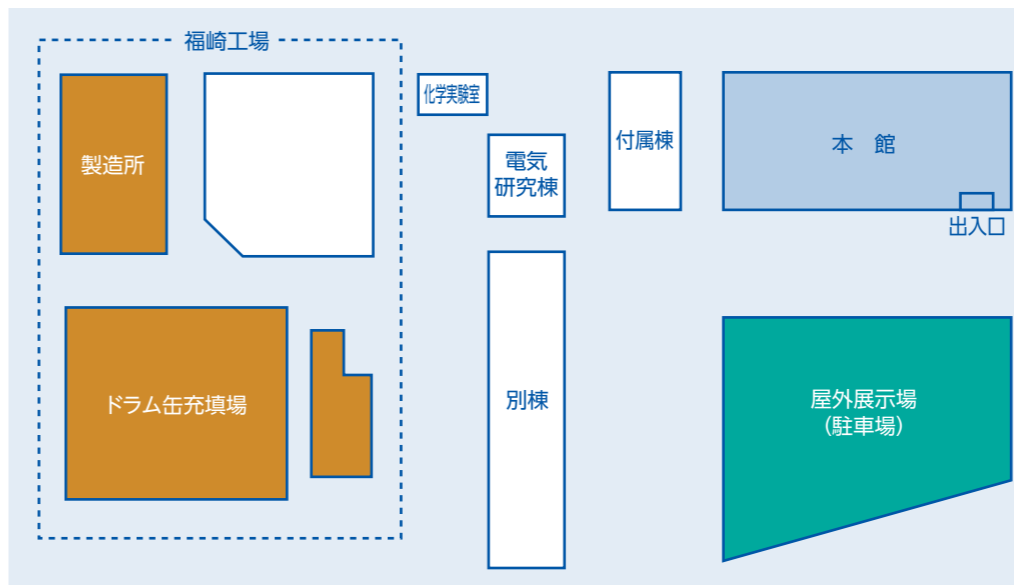 福崎工場
製造所
化学実験室
電気
研究棟
付属棟
本 館
出入口
ドラム缶充填場
別棟
屋外展示場
(駐車場)